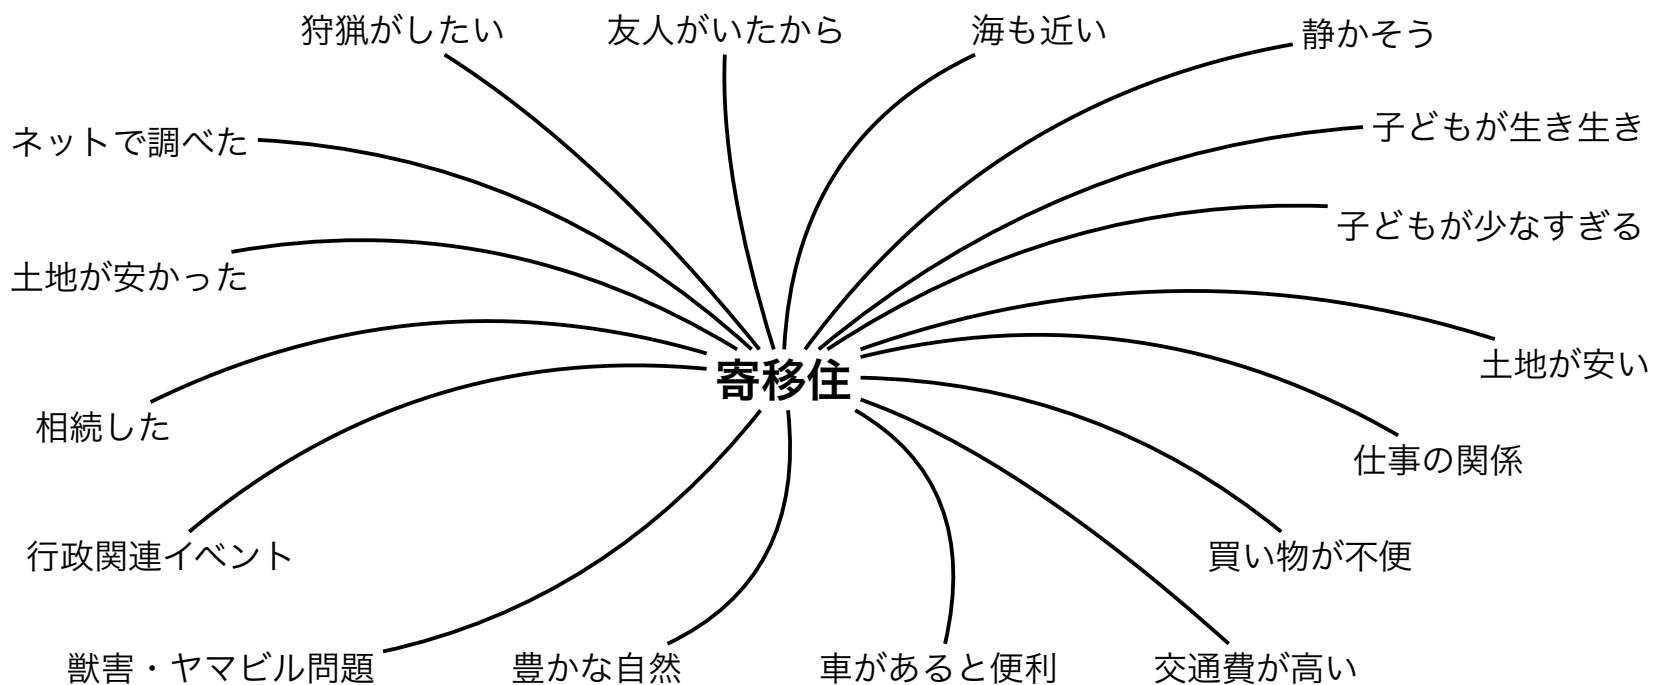 狩猟がしたい
友人がいたから
海も近い
静かそう
ネットで調べた
子どもが生き生き
子どもが少なすぎる
土地が安かった
寄移住
土地が安い
相続した
仕事の関係
行政関連イベント
買い物が不便
獣害・ヤマビル問題
豊かな自然
車があると便利
交通費が高い